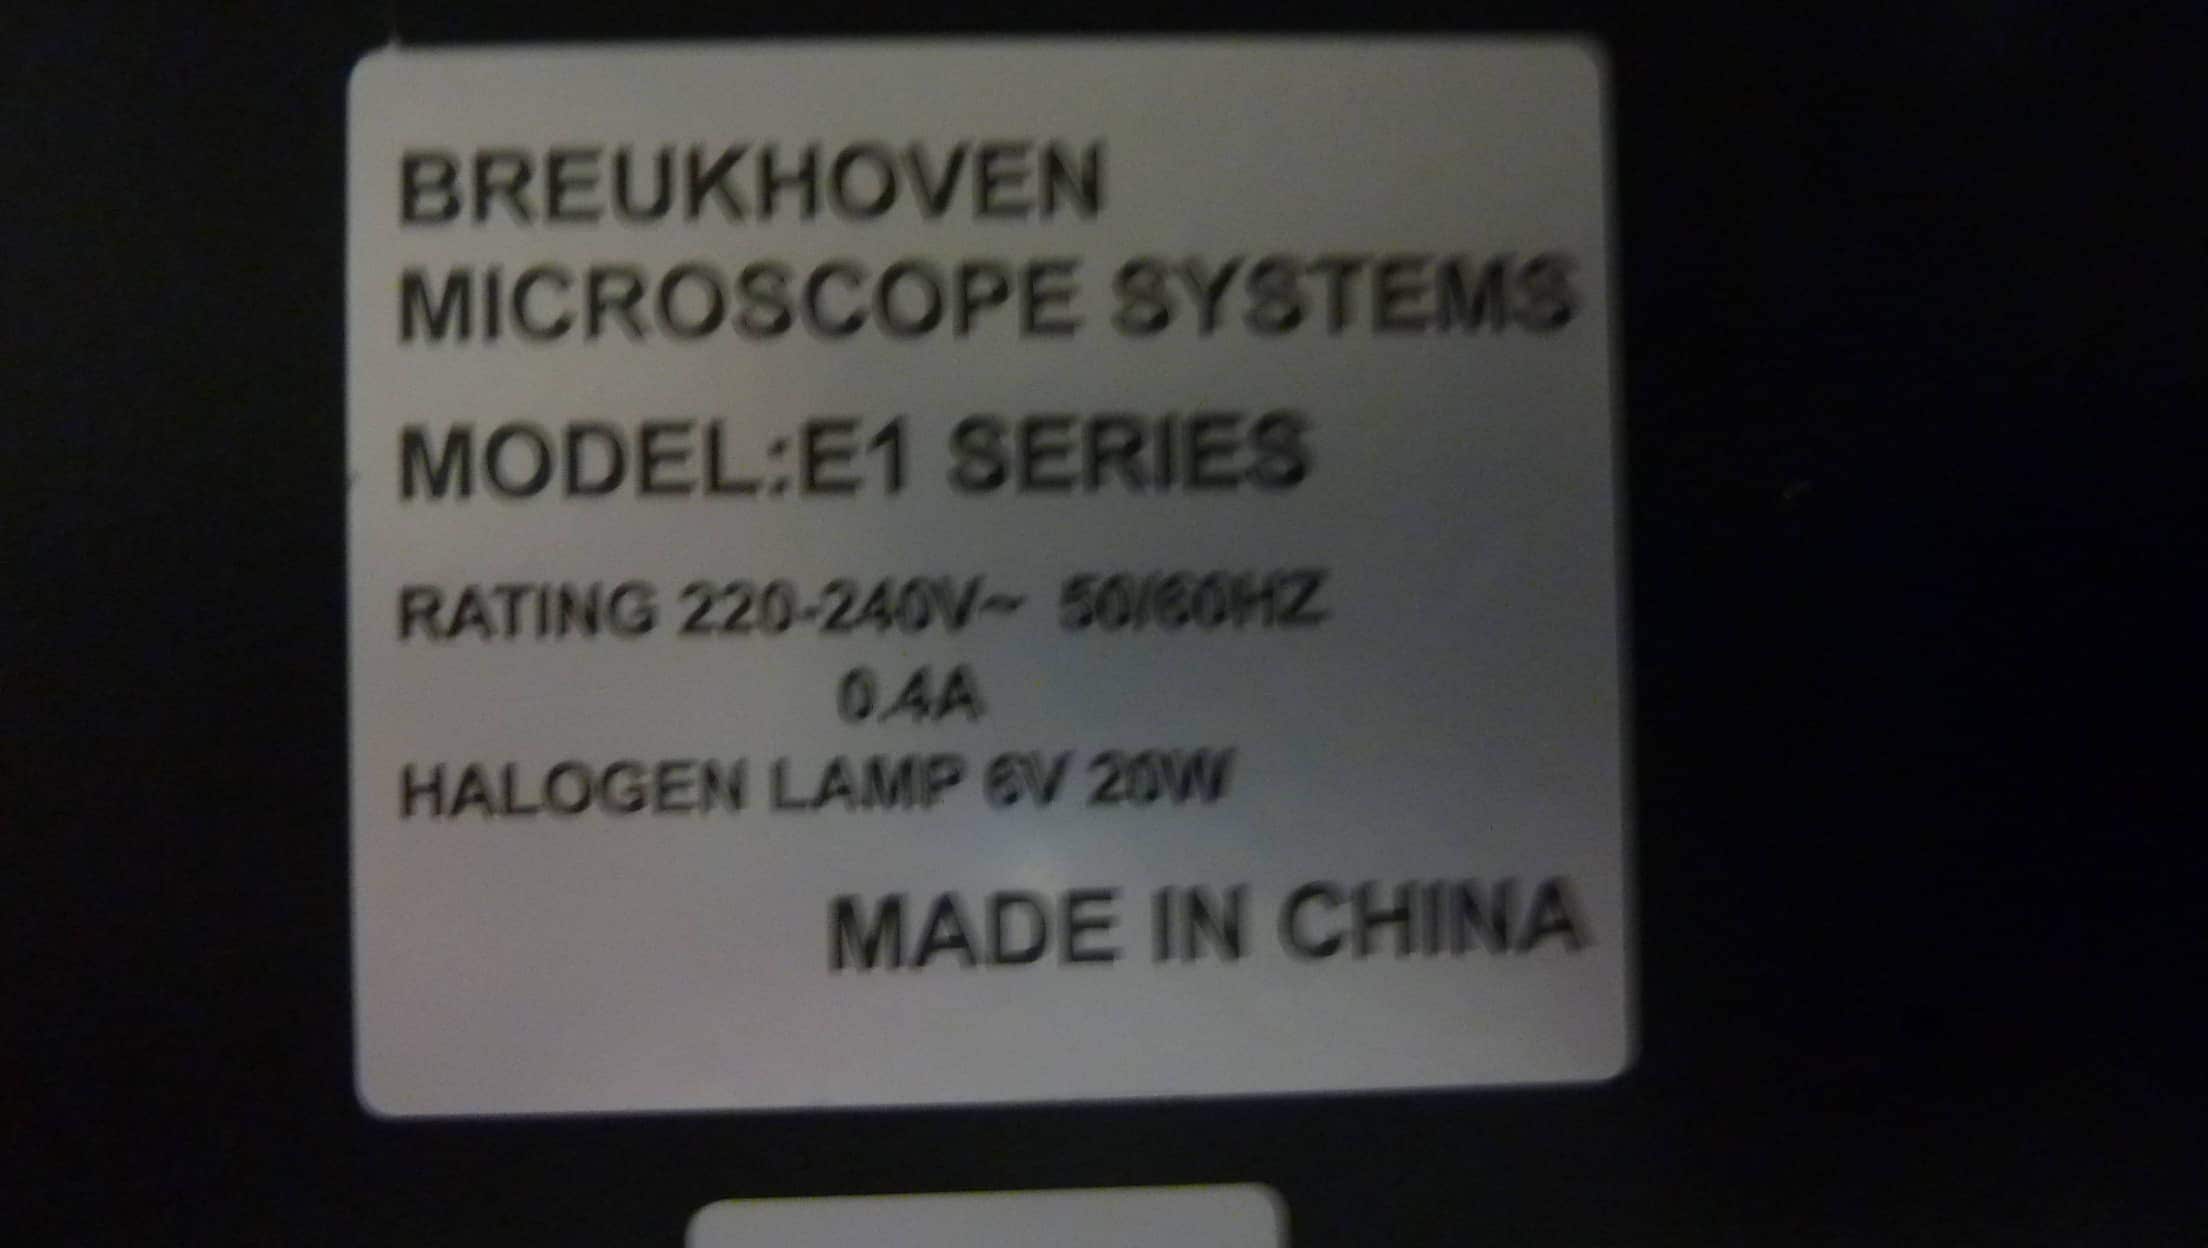 BREUKHOVEN
MICROSCOPE SYSTEMS
MODEL:E1 SERIES
RATING 220-240V~ 50/60HZ
0.4A
HALOGEN LAMP 6V 20W
MADE IN CHINA